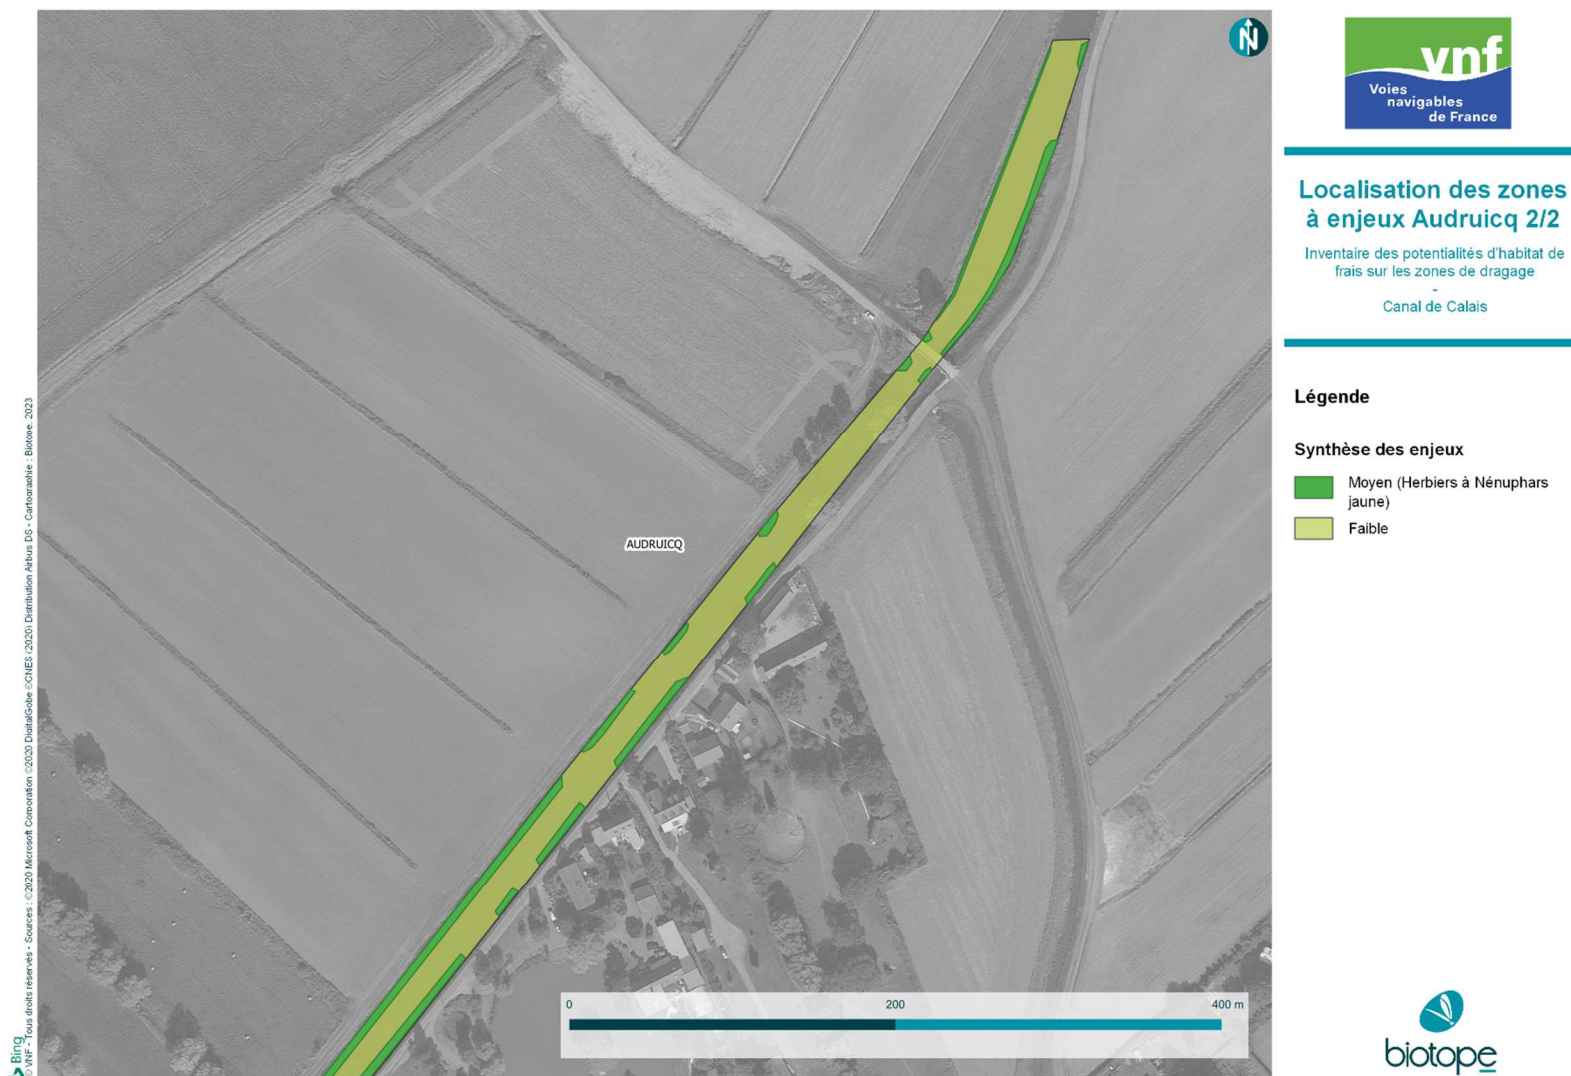 N
vnf
Voies
navigables
de France
Localisation des zones
à enjeux Audruicq 2/2
Inventaire des potentialités d'habitat de
frais sur les zones de dragage
-
Canal de Calais
Légende
Synthèse des enjeux
Moyen (Herbiers à Nénuphars
jaune)
Faible
AUDRUICQ
0 200 400 m
Bing
© VNF - Tous droits réservés - Sources : ©2020 Microsoft Corporation ©2020 DigitalGlobe ©CNES (2020) Distribution Airbus DS - Cartographie : Biotope, 2023
biotope